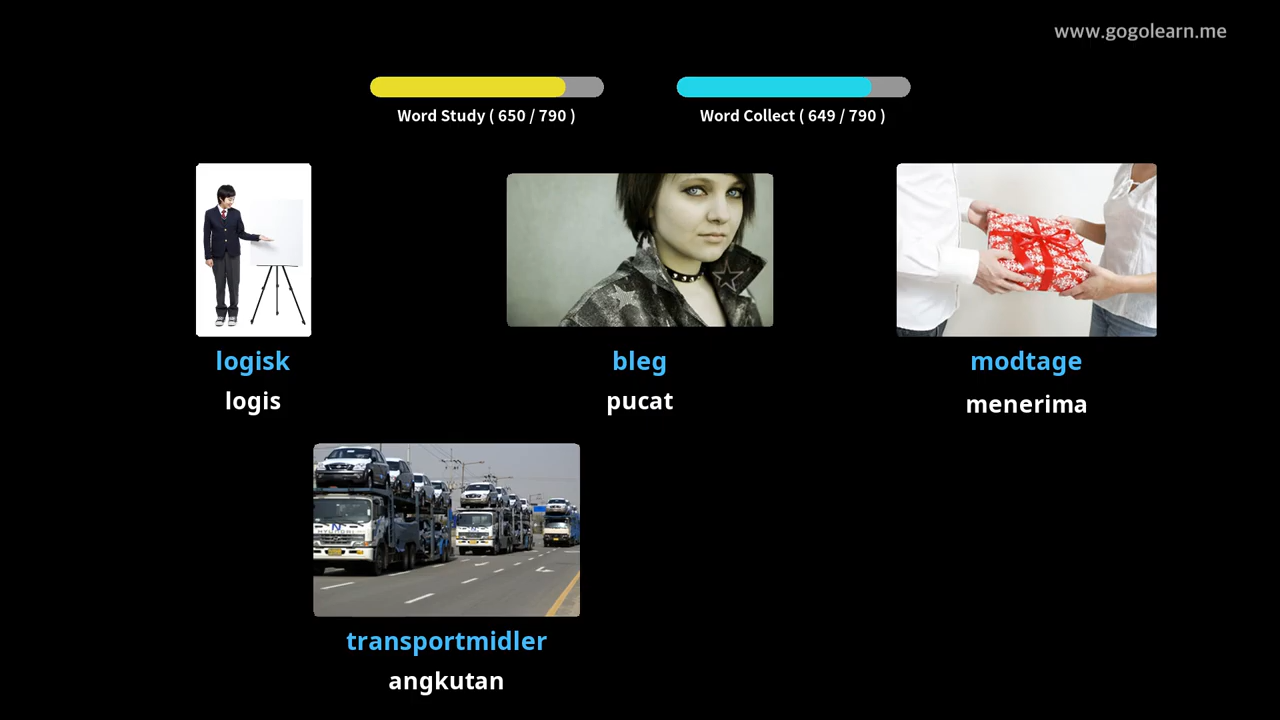 www.gogolearn.me
Word Study ( 650 / 790 )
Word Collect ( 649 / 790 )
logisk
logis
bleg
pucat
modtage
menerima
transportmidler
angkutan